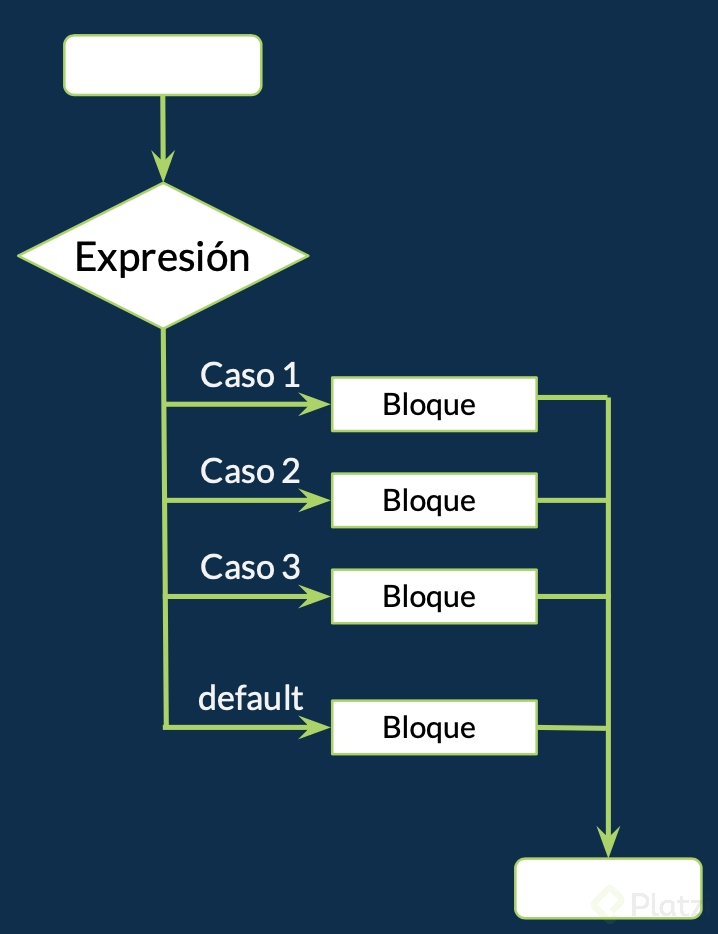 Expresión
Caso 1
Bloque
Caso 2
Bloque
Caso 3
Bloque
default
Bloque
Platzi